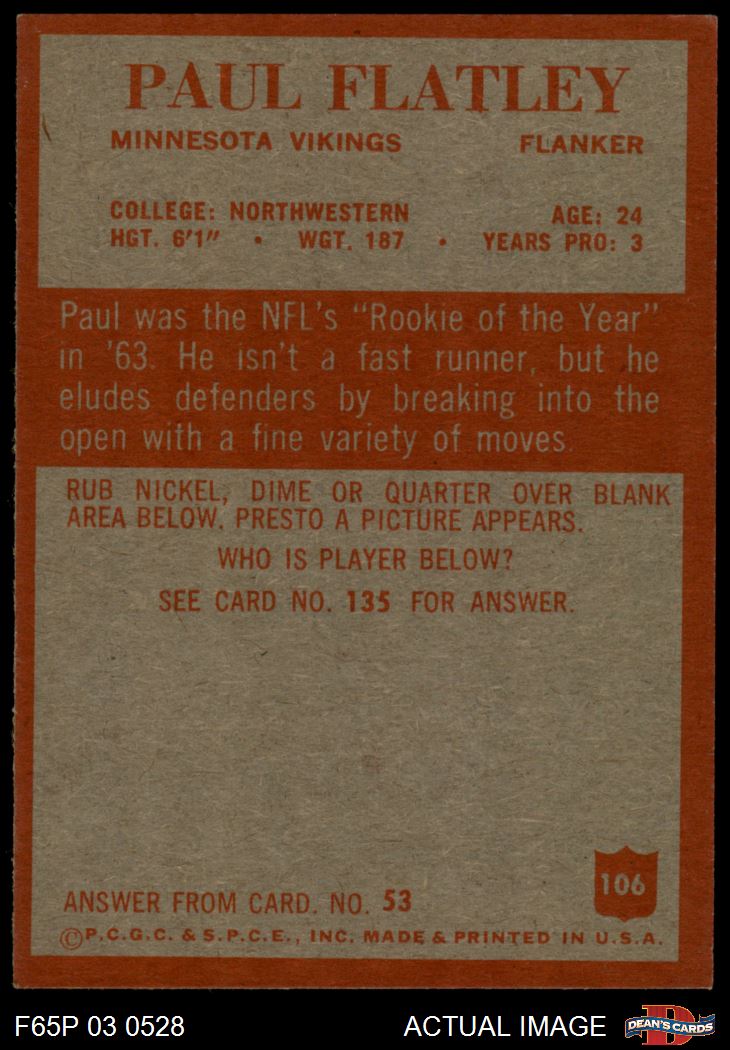 PAUL FLATLEY
MINNESOTA VIKINGS FLANKER
COLLEGE: NORTHWESTERN AGE: 24
HGT. 6'1" • WGT. 187 • YEARS PRO: 3
Paul was the NFL's "Rookie of the Year"
in '63. He isn't a fast runner, but he
eludes defenders by breaking into the
open with a fine variety of moves.
RUB NICKEL, DIME OR QUARTER OVER BLANK
AREA BELOW. PRESTO A PICTURE APPEARS.
WHO IS PLAYER BELOW?
SEE CARD NO. 135 FOR ANSWER.
106
ANSWER FROM CARD. NO. 53
©P.C.G.C. & S.P.C.E., INC. MADE & PRINTED IN U.S.A.
F65P 03 0528 ACTUAL IMAGE D DEAN'S CARDS